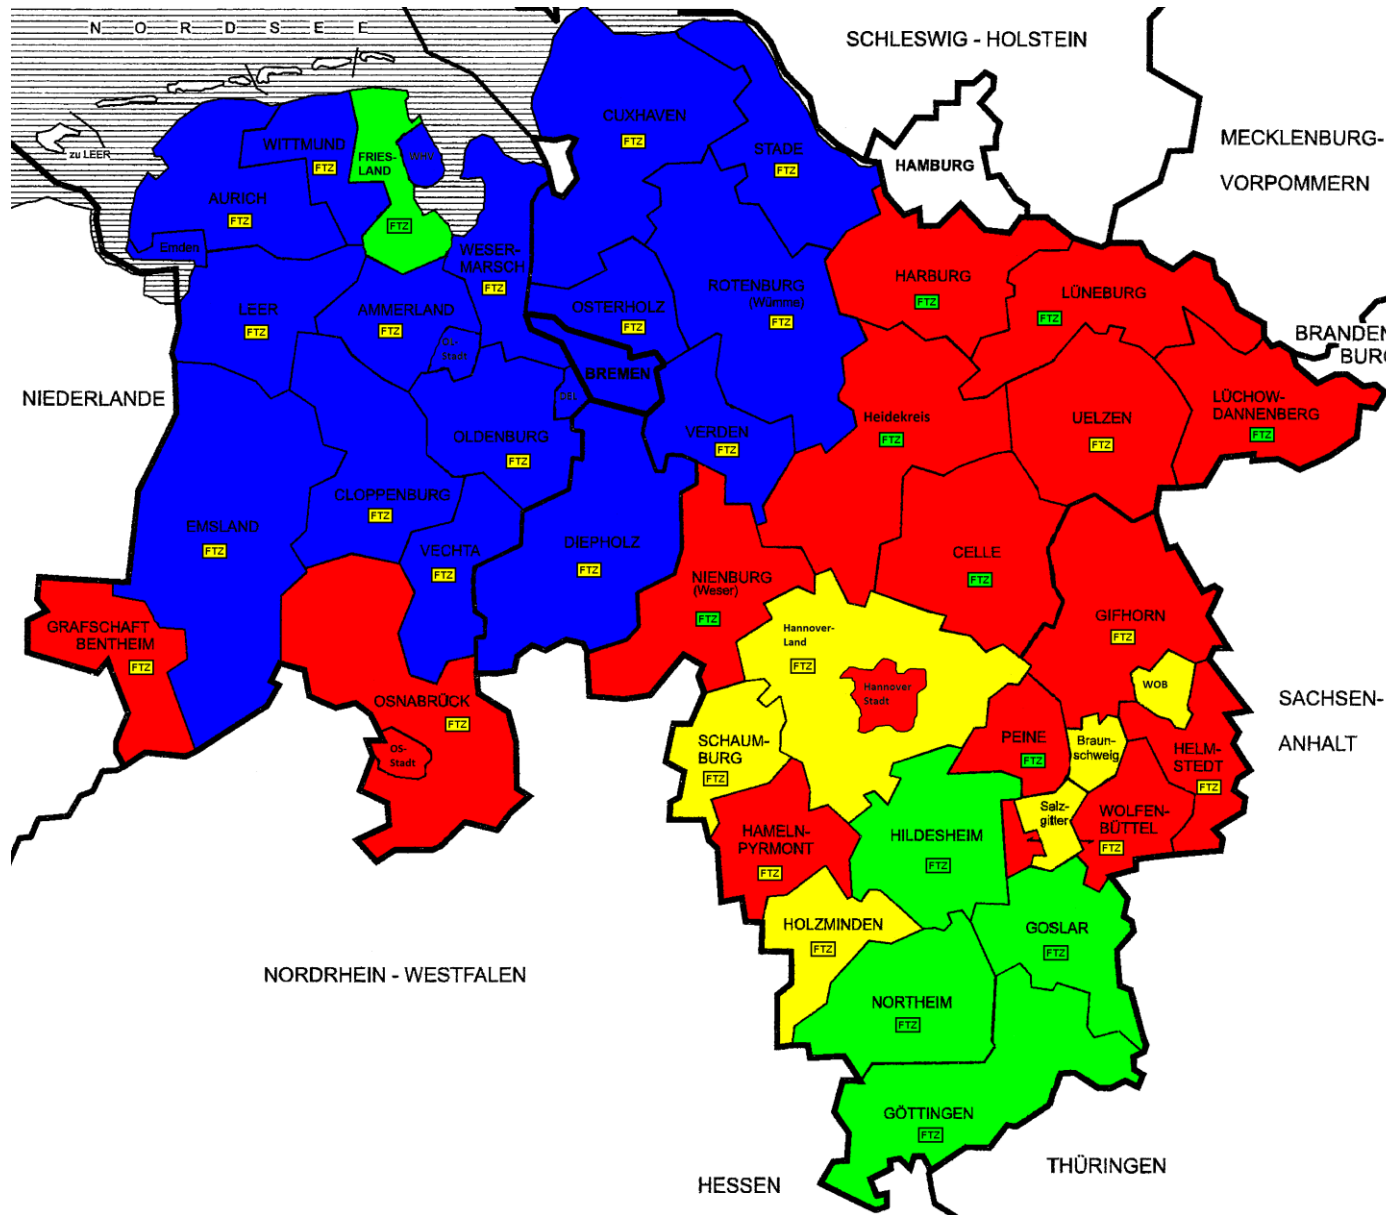 N O R D S E E
SCHLESWIG - HOLSTEIN
MECKLENBURG-
VORPOMMERN
HAMBURG
zu LEER
WITTMUND
FTZ
FRIES-
LAND
FTZ
WHV
CUXHAVEN
FTZ
STADE
FTZ
AURICH
FTZ
Emden
WESER-
MARSCH
FTZ
HARBURG
FTZ
LÜNEBURG
FTZ
ROTENBURG
(Wümme)
FTZ
OSTERHOLZ
FTZ
LEER
FTZ
AMMERLAND
FTZ
OL-
Stadt
BREMEN
DEL
BRANDEN
BURG
NIEDERLANDE
LÜCHOW-
DANNENBERG
FTZ
UELZEN
FTZ
Heidekreis
FTZ
VERDEN
FTZ
OLDENBURG
FTZ
CLOPPENBURG
FTZ
EMSLAND
FTZ
VECHTA
FTZ
DIEPHOLZ
FTZ
NIENBURG
(Weser)
FTZ
CELLE
FTZ
GIFHORN
FTZ
GRAFSCHAFT
BENTHEIM
FTZ
Hannover-
Land
FTZ
Hannover
Stadt
WOB
SACHSEN-
ANHALT
OSNABRÜCK
FTZ
OS-
Stadt
SCHAUM-
BURG
FTZ
PEINE
FTZ
Braun-
schweig
HELM-
STEDT
FTZ
Salz-
gitter
WOLFEN-
BÜTTEL
FTZ
HAMELN-
PYRMONT
FTZ
HILDESHEIM
FTZ
HOLZMINDEN
FTZ
GOSLAR
FTZ
NORDRHEIN - WESTFALEN
NORTHEIM
FTZ
GÖTTINGEN
FTZ
THÜRINGEN
HESSEN